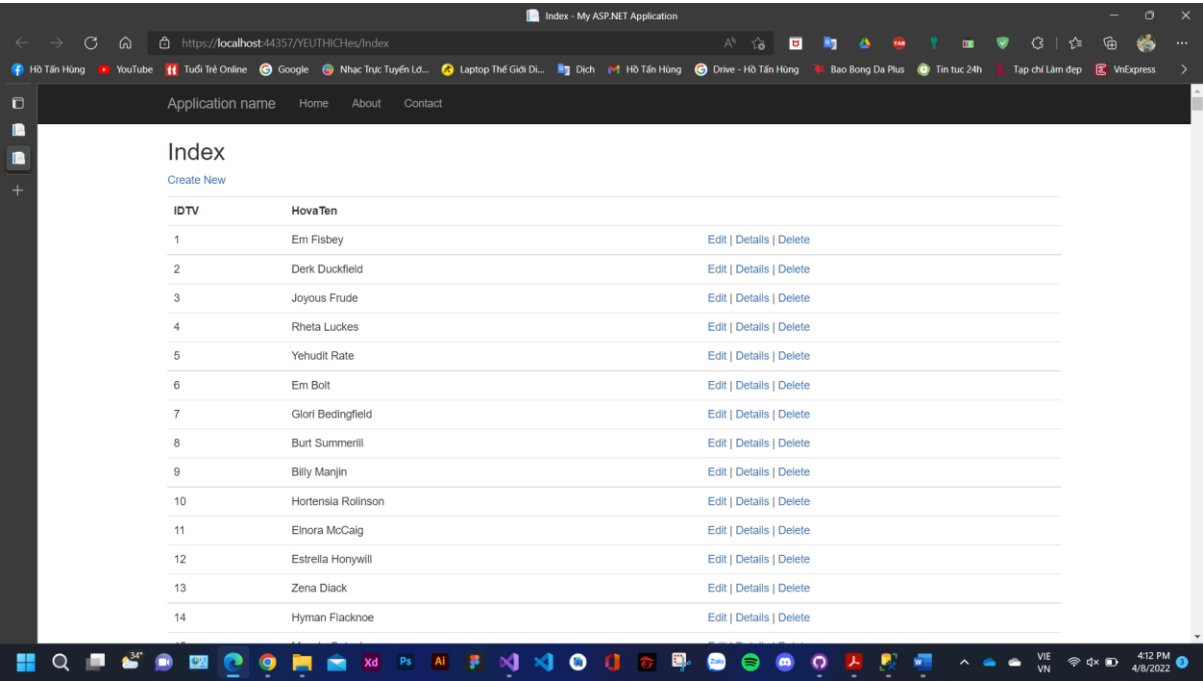 Index - My ASP.NET Application
https://localhost:44357/YEUTHICHes/Index
Hồ Tấn Hùng YouTube Tuổi Trẻ Online Google Nhạc Trực Tuyến Lớ... Laptop Thế Giới Di... Dich Hồ Tấn Hùng Drive - Hồ Tấn Hùng Bao Bong Da Plus Tin tuc 24h Tạp chí Làm đẹp VnExpress
Application name Home About Contact
Index
Create New
IDTV HovaTen
1 Em Fisbey Edit | Details | Delete
2 Derk Duckfield Edit | Details | Delete
3 Joyous Frude Edit | Details | Delete
4 Rheta Luckes Edit | Details | Delete
5 Yehudit Rate Edit | Details | Delete
6 Em Bolt Edit | Details | Delete
7 Glori Bedingfield Edit | Details | Delete
8 Burt Summerill Edit | Details | Delete
9 Billy Manjin Edit | Details | Delete
10 Hortensia Rolinson Edit | Details | Delete
11 Elnora McCaig Edit | Details | Delete
12 Estrella Honywill Edit | Details | Delete
13 Zena Diack Edit | Details | Delete
14 Hyman Flacknoe Edit | Details | Delete
34° Xd Ps Ai Zalo VIE VN 4:12 PM 4/8/2022 3